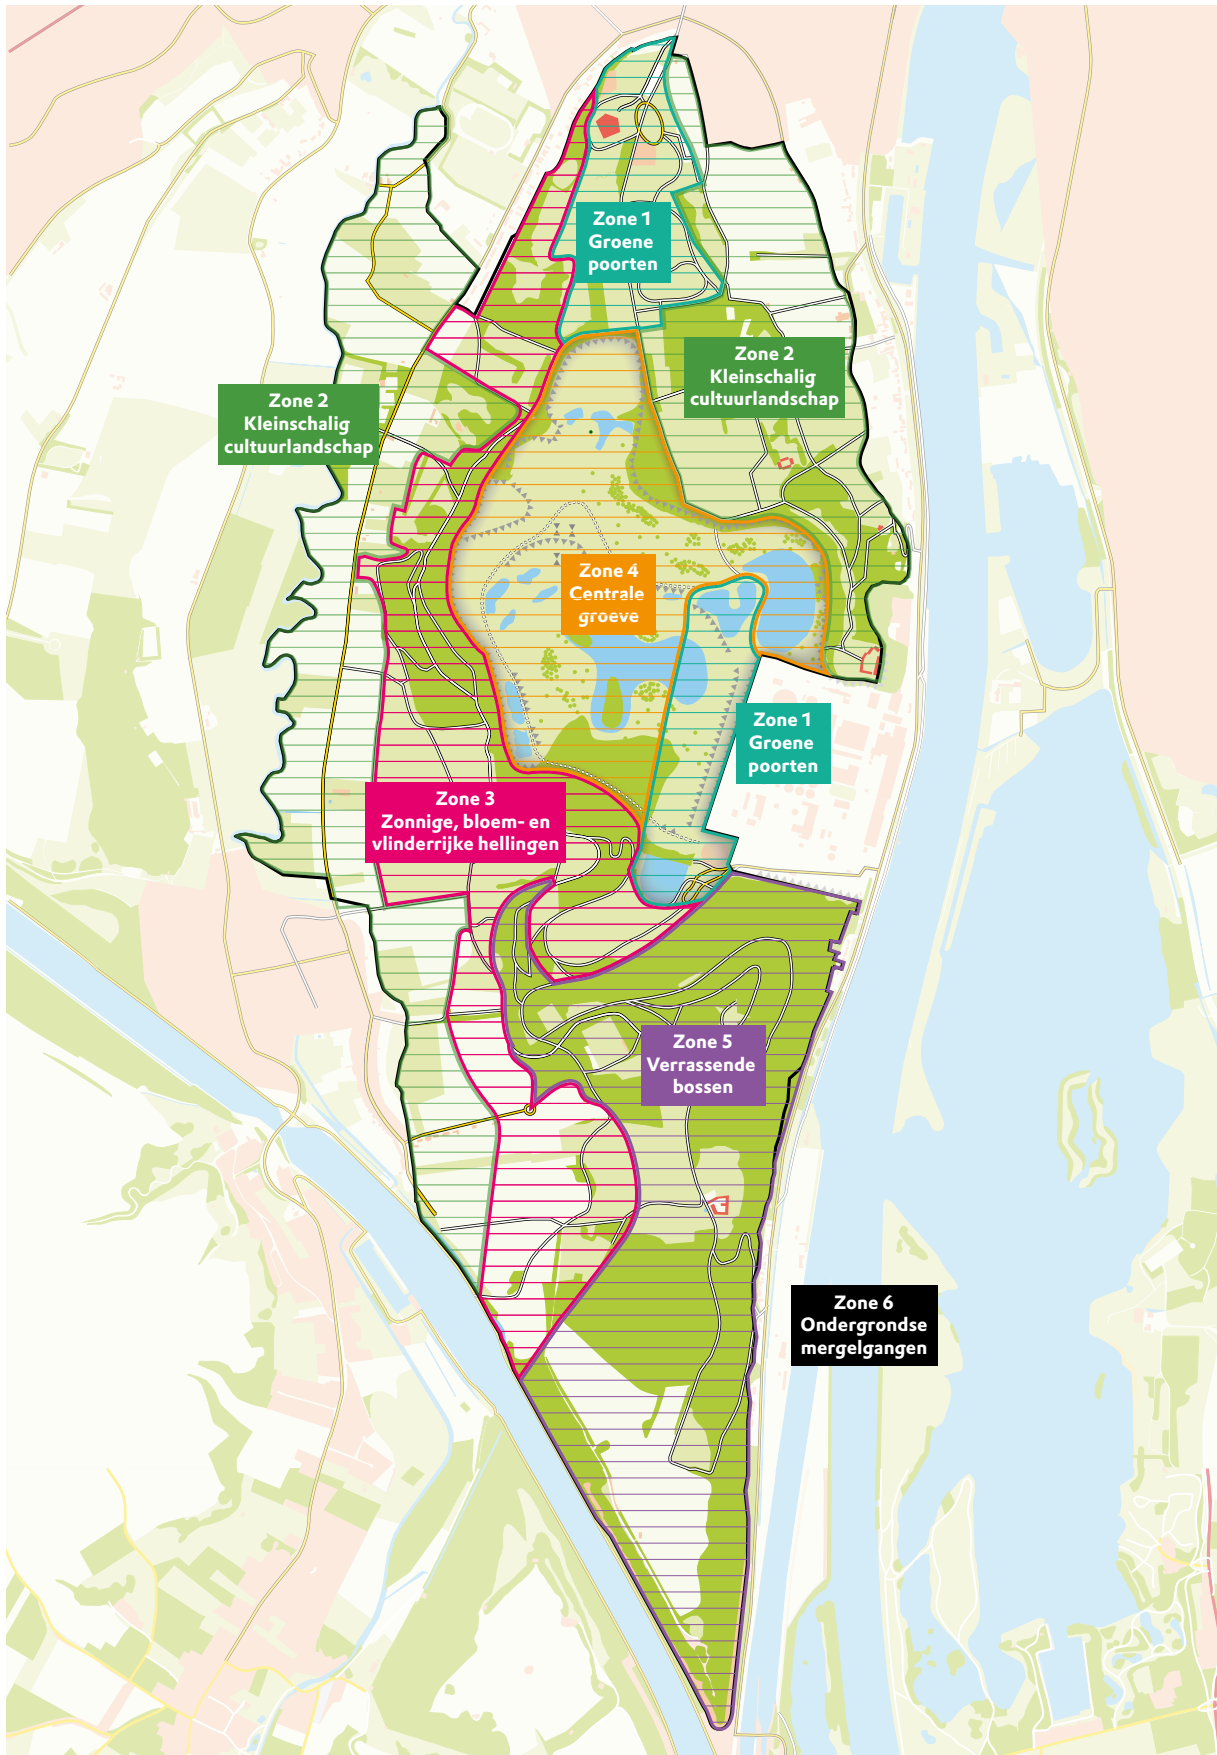 Zone 1
Groene
poorten
Zone 2
Kleinschalig
cultuurlandschap
Zone 2
Kleinschalig
cultuurlandschap
Zone 4
Centrale
groeve
Zone 1
Groene
poorten
Zone 3
Zonnige, bloem- en
vlinderrijke hellingen
Zone 5
Verrassende
bossen
Zone 6
Ondergrondse
mergelgangen